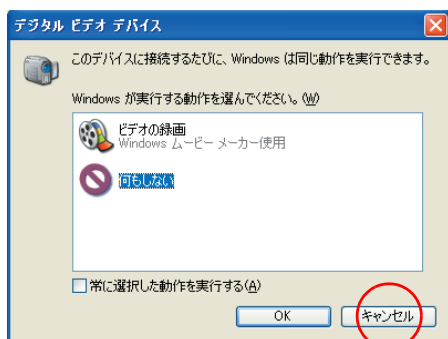 デジタル ビデオ デバイス
このデバイスに接続するたびに、Windows は同じ動作を実行できます。
Windows が実行する動作を選んでください。(W)
ビデオの録画
Windows ムービー メーカー使用
何もしない
常に選択した動作を実行する(A)
OK
キャンセル